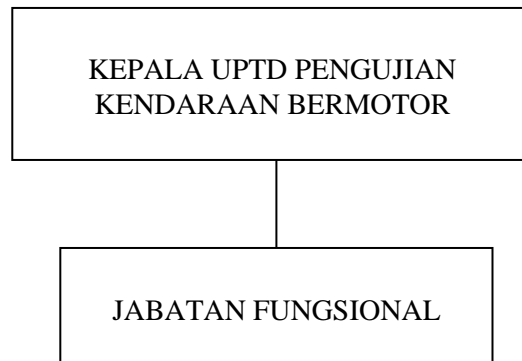 KEPALA UPTD PENGUJIAN
KENDARAAN BERMOTOR
JABATAN FUNGSIONAL